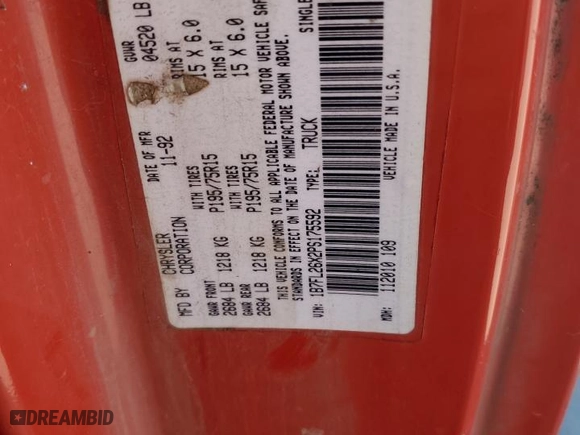 MFD BY CHRYSLER CORPORATION
DATE OF MFR 11-92
GVWR 04520 LB
GAWR FRONT 2684 LB 1218 KG
WITH TIRES P195/75R15
RIMS AT 15 X 6.0
GAWR REAR 2684 LB 1218 KG
WITH TIRES P195/75R15
RIMS AT 15 X 6.0
THIS VEHICLE CONFORMS TO ALL APPLICABLE FEDERAL MOTOR VEHICLE SAF
STANDARDS IN EFFECT ON THE DATE OF MANUFACTURE SHOWN ABOVE.
VIN: 1B7FL26X2PS175592 TYPE: TRUCK SINGLE
MDH: 112010 109 VEHICLE MADE IN U.S.A.
DREAMBID